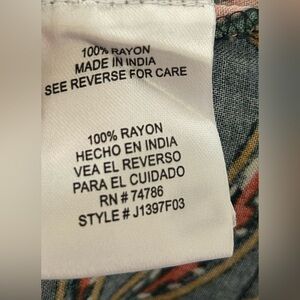 100% RAYON
MADE IN INDIA
SEE REVERSE FOR CARE
100% RAYON
HECHO EN INDIA
VEA EL REVERSO
PARA EL CUIDADO
RN # 74786
STYLE # J1397F03